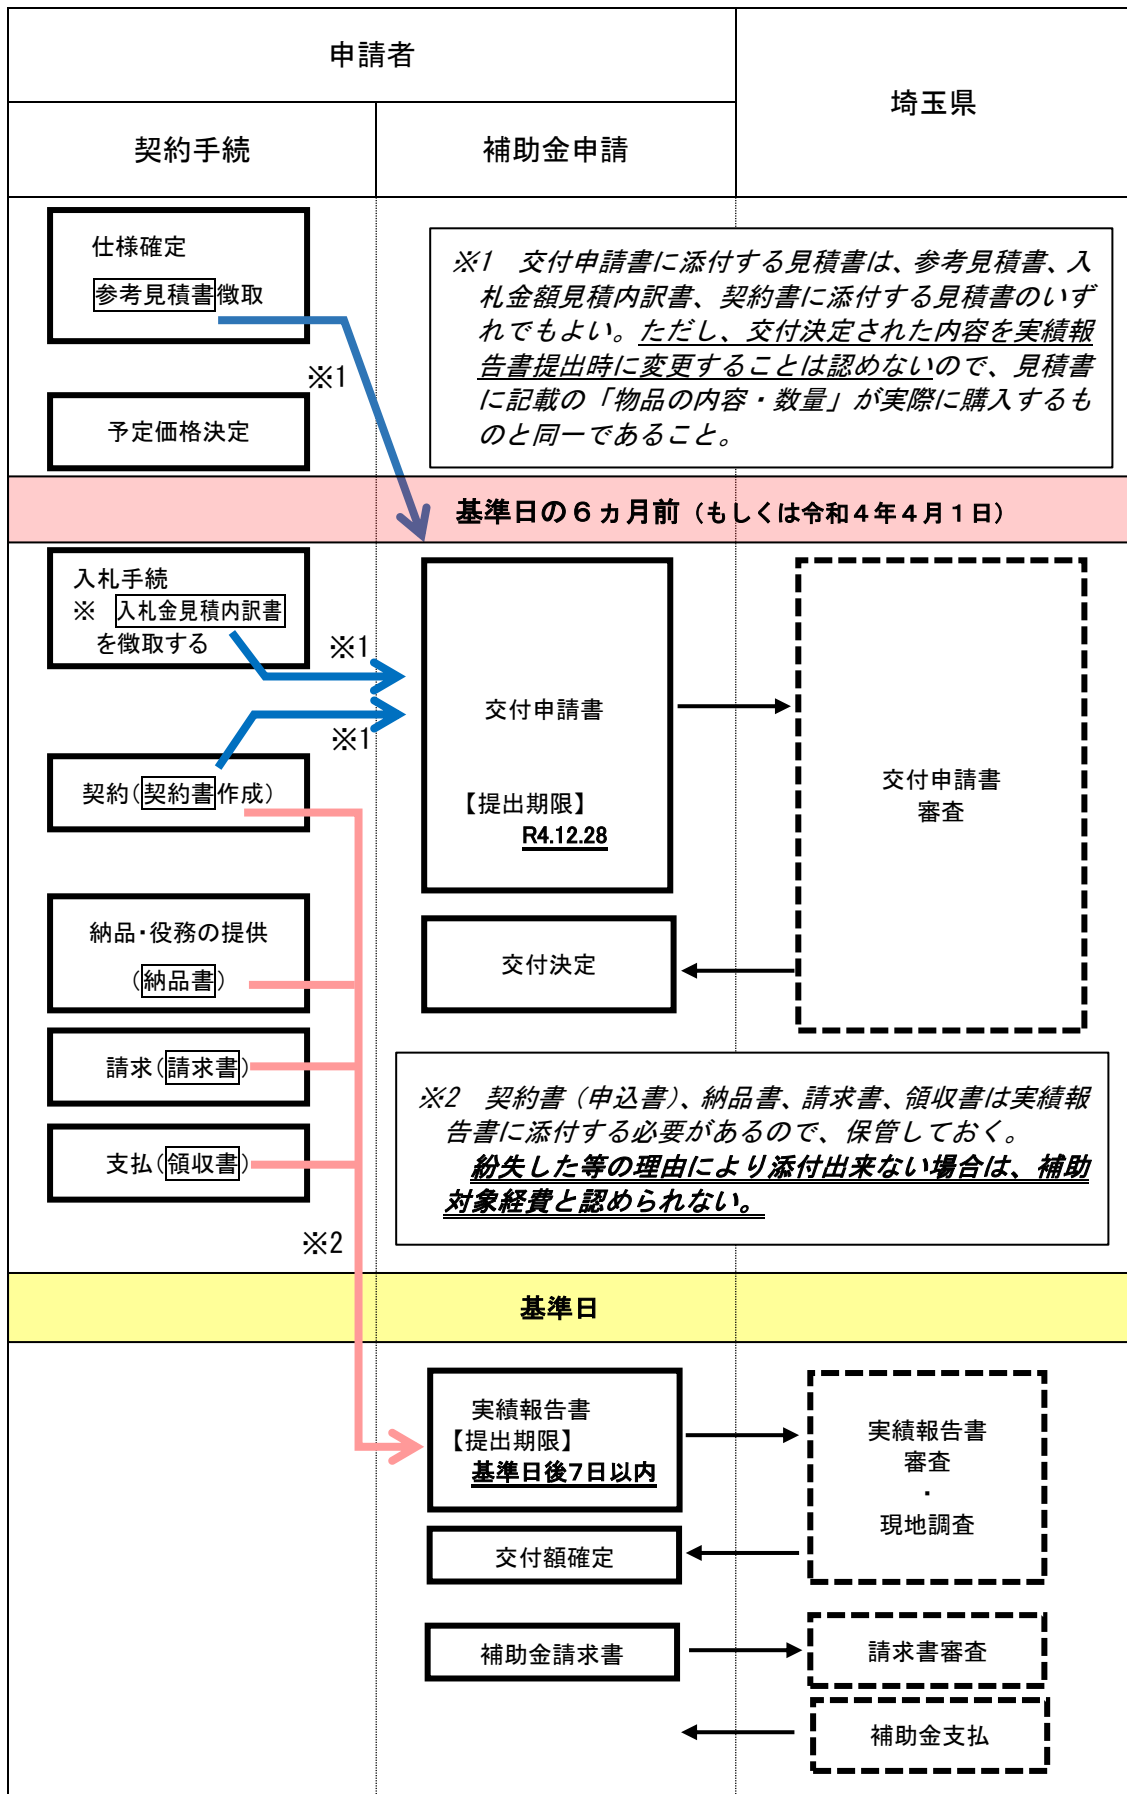 申請者
埼玉県
契約手続
補助金申請
仕様確定
参考見積書徴取
※1　交付申請書に添付する見積書は、参考見積書、入
札金額見積内訳書、契約書に添付する見積書のいず
れでもよい。ただし、交付決定された内容を実績報
告書提出時に変更することは認めないので、見積書
に記載の「物品の内容・数量」が実際に購入するも
のと同一であること。
※1
予定価格決定
基準日の６ヵ月前（もしくは令和４年４月１日）
入札手続
※　入札金見積内訳書
を徴取する
※1
※1
交付申請書
【提出期限】
R4.12.28
交付申請書
審査
契約（契約書作成）
納品・役務の提供
（納品書）
交付決定
請求（請求書）
支払（領収書）
※2　契約書（申込書）、納品書、請求書、領収書は実績報
告書に添付する必要があるので、保管しておく。
紛失した等の理由により添付出来ない場合は、補助
対象経費と認められない。
※2
基準日
実績報告書
【提出期限】
基準日後7日以内
実績報告書
審査
・
現地調査
交付額確定
補助金請求書
請求書審査
補助金支払